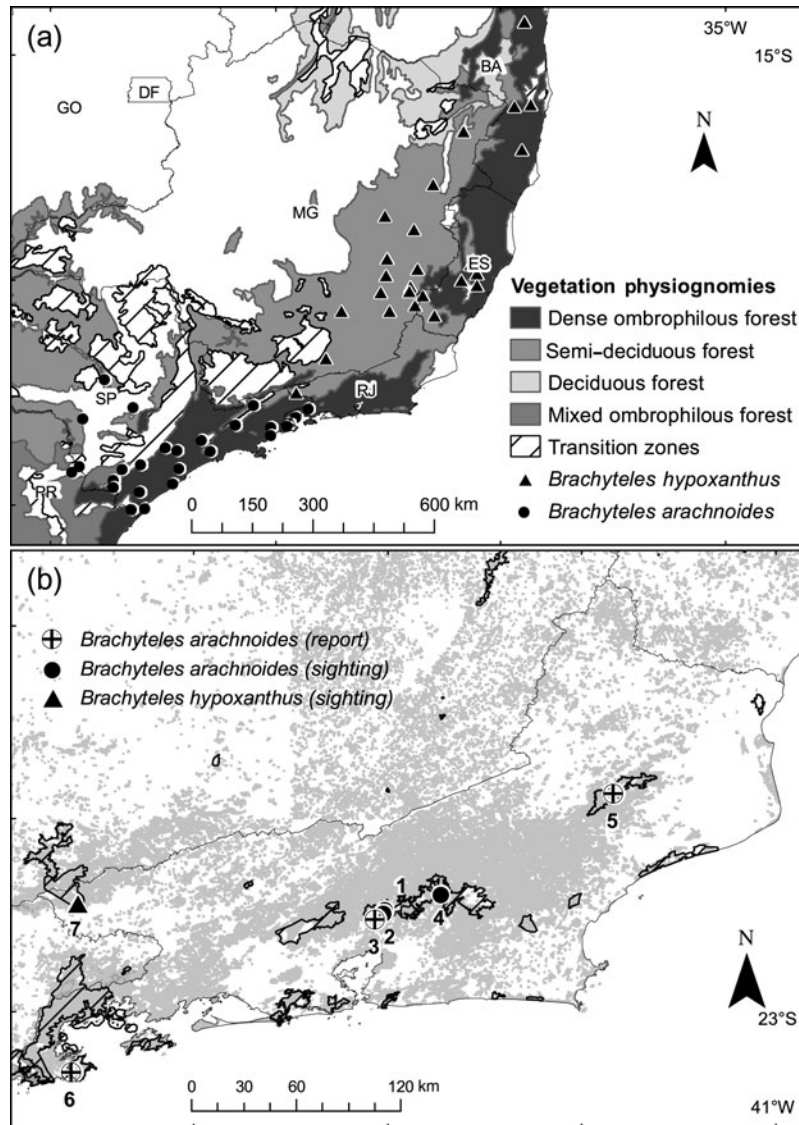 (a)
35°W
15°S
BA
DF
GO
N
MG
ES
Vegetation physiognomies
Dense ombrophilous forest
Semi-deciduous forest
Deciduous forest
Mixed ombrophilous forest
Transition zones
Brachyteles hypoxanthus
Brachyteles arachnoides
SP
RJ
PR
0 75 150 300 450 600 km
(b)
Brachyteles arachnoides (report)
Brachyteles arachnoides (sighting)
Brachyteles hypoxanthus (sighting)
5
1
4
2
3
7
N
23°S
6
0 30 60 120 km
41°W